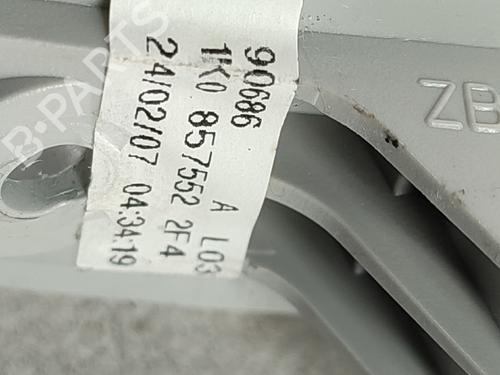 90686 A L03
1K0 857552 2F4
24/02/07 04:34:19
ZB
B-PARTS